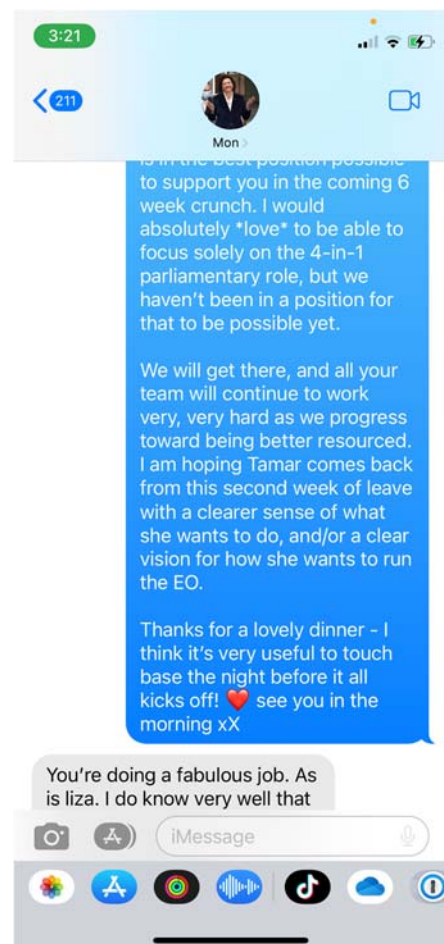 3:21
211
Mon
is in the best position possible
to support you in the coming 6
week crunch. I would
absolutely *love* to be able to
focus solely on the 4-in-1
parliamentary role, but we
haven’t been in a position for
that to be possible yet.
We will get there, and all your
team will continue to work
very, very hard as we progress
toward being better resourced.
I am hoping Tamar comes back
from this second week of leave
with a clearer sense of what
she wants to do, and/or a clear
vision for how she wants to run
the EO.
Thanks for a lovely dinner - I
think it’s very useful to touch
base the night before it all
kicks off! ❤️ see you in the
morning xX
You’re doing a fabulous job. As
is liza. I do know very well that
iMessage